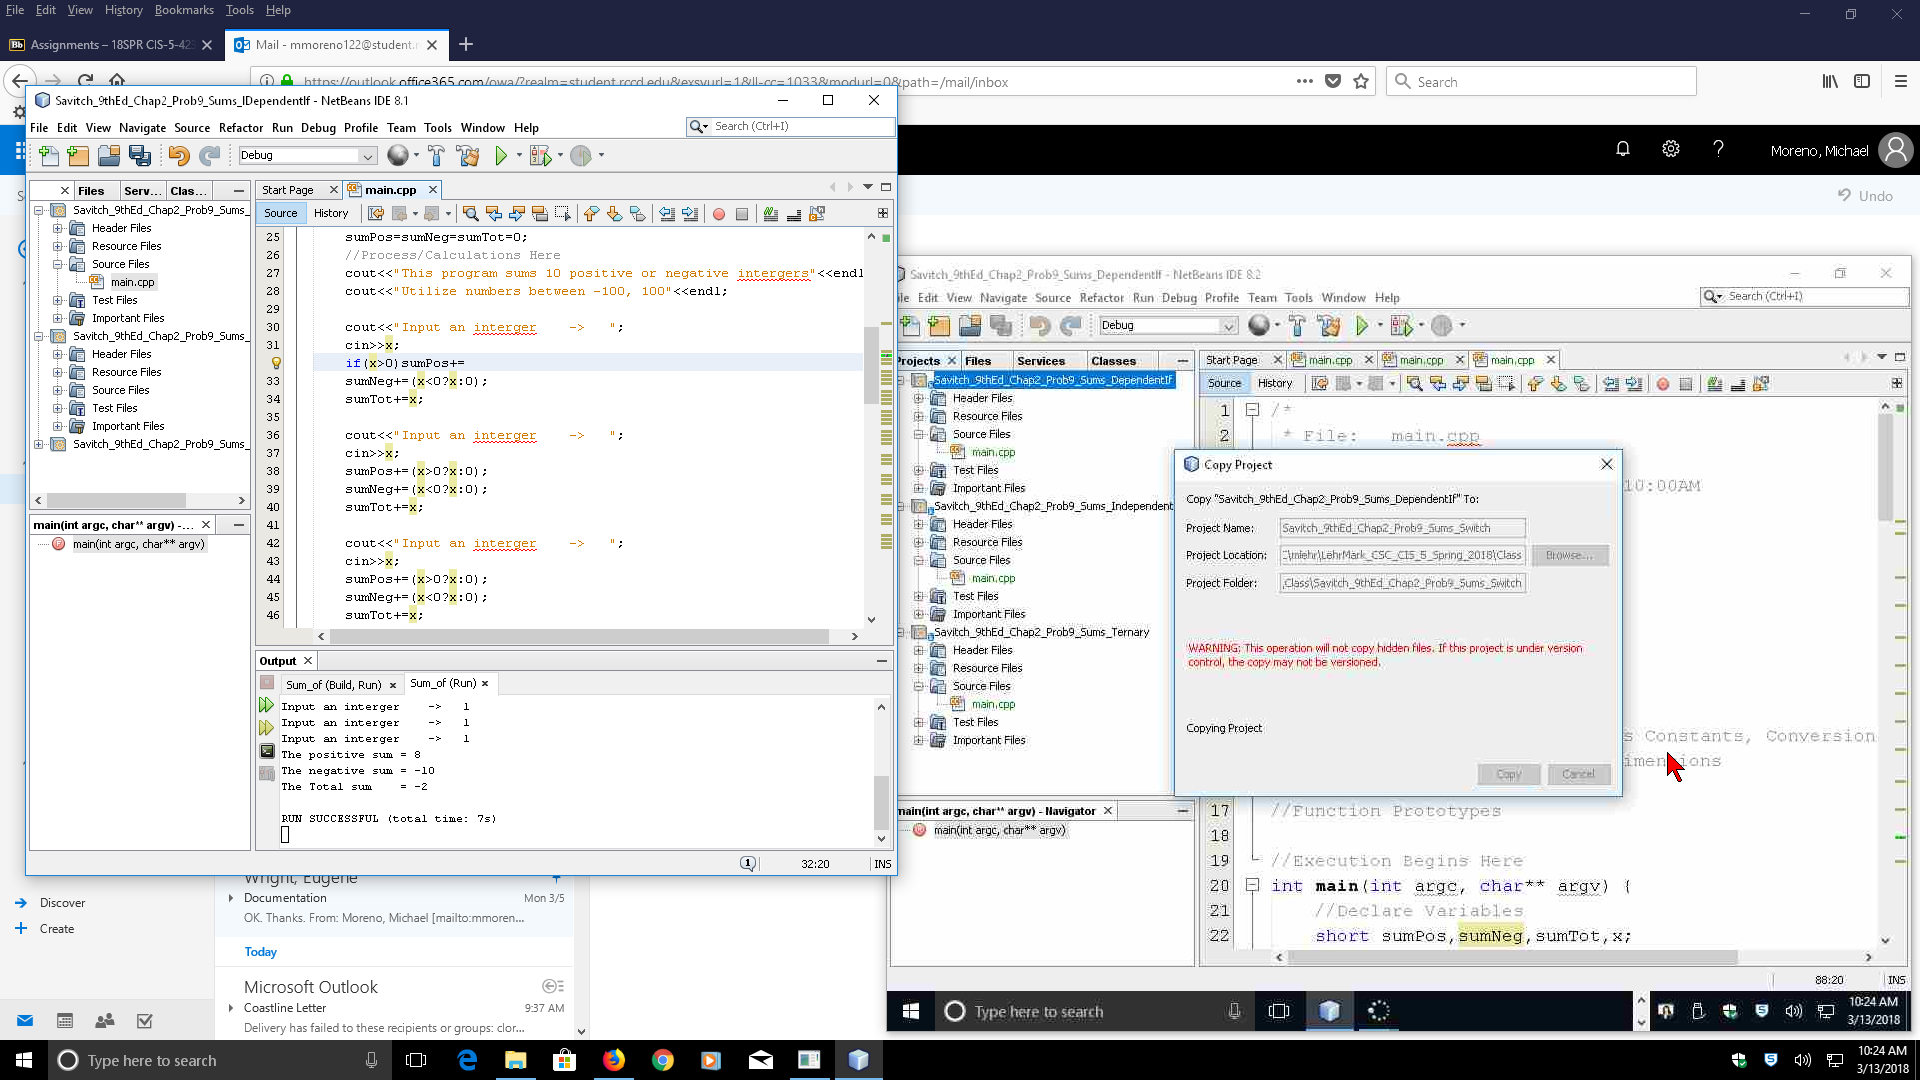 File Edit View History Bookmarks Tools Help
Assignments – 18SPR CIS-5-42
Mail - mmoreno122@student.
https://outlook.office365.com/owa/?realm=student.rccd.edu&exsvurl=1&ll-cc=1033&modurl=0&path=/mail/inbox
Search
Moreno, Michael
Undo
Savitch_9thEd_Chap2_Prob9_Sums_IDependentIf - NetBeans IDE 8.1
File Edit View Navigate Source Refactor Run Debug Profile Team Tools Window Help
Search (Ctrl+I)
Debug
Files Serv... Clas...
Savitch_9thEd_Chap2_Prob9_Sums_
Header Files
Resource Files
Source Files
main.cpp
Test Files
Important Files
Savitch_9thEd_Chap2_Prob9_Sums_
Header Files
Resource Files
Source Files
Test Files
Important Files
Savitch_9thEd_Chap2_Prob9_Sums_
main(int argc, char** argv) -...
main(int argc, char** argv)
Start Page main.cpp
Source History
25 sumPos=sumNeg=sumTot=0;
26 //Process/Calculations Here
27 cout<<"This program sums 10 positive or negative intergers"<<endl
28 cout<<"Utilize numbers between -100, 100"<<endl;
29
30 cout<<"Input an interger    ->   ";
31 cin>>x;
if(x>0)sumPos+=
33 sumNeg+=(x<0?x:0);
34 sumTot+=x;
35
36 cout<<"Input an interger    ->   ";
37 cin>>x;
38 sumPos+=(x>0?x:0);
39 sumNeg+=(x<0?x:0);
40 sumTot+=x;
41
42 cout<<"Input an interger    ->   ";
43 cin>>x;
44 sumPos+=(x>0?x:0);
45 sumNeg+=(x<0?x:0);
46 sumTot+=x;
Output
Sum_of (Build, Run) Sum_of (Run)
Input an interger    ->   1
Input an interger    ->   1
Input an interger    ->   1
The positive sum = 8
The negative sum = -10
The Total sum    = -2
RUN SUCCESSFUL (total time: 7s)
1 32:20 INS
Savitch_9thEd_Chap2_Prob9_Sums_DependentIf - NetBeans IDE 8.2
ile Edit View Navigate Source Refactor Run Debug Profile Team Tools Window Help
Search (Ctrl+I)
Debug
Projects Files Services Classes
Savitch_9thEd_Chap2_Prob9_Sums_DependentIf
Header Files
Resource Files
Source Files
main.cpp
Test Files
Important Files
Savitch_9thEd_Chap2_Prob9_Sums_Independent
Header Files
Resource Files
Source Files
main.cpp
Test Files
Important Files
Savitch_9thEd_Chap2_Prob9_Sums_Ternary
Header Files
Resource Files
Source Files
main.cpp
Test Files
Important Files
main(int argc, char** argv) - Navigator
main(int argc, char** argv)
Start Page main.cpp main.cpp main.cpp
Source History
1 /*
2 * File:   main.cpp
10:00AM
s Constants, Conversion
imensions
17 //Function Prototypes
18
19 //Execution Begins Here
20 int main(int argc, char** argv) {
21 //Declare Variables
22 short sumPos,sumNeg,sumTot,x;
88:20 INS
Copy Project
Copy "Savitch_9thEd_Chap2_Prob9_Sums_DependentIf" To:
Project Name: Savitch_9thEd_Chap2_Prob9_Sums_Switch
Project Location: C:\mlehr\LehrMark_CSC_CIS_5_Spring_2018\Class Browse...
Project Folder: .Class\Savitch_9thEd_Chap2_Prob9_Sums_Switch
WARNING: This operation will not copy hidden files. If this project is under version
control, the copy may not be versioned.
Copying Project
Copy Cancel
Type here to search
10:24 AM
3/13/2018
Discover
Create
Wright, Eugene
Documentation Mon 3/5
OK. Thanks. From: Moreno, Michael [mailto:mmoren...
Today
Microsoft Outlook
Coastline Letter 9:37 AM
Delivery has failed to these recipients or groups: clor...
Type here to search
10:24 AM
3/13/2018